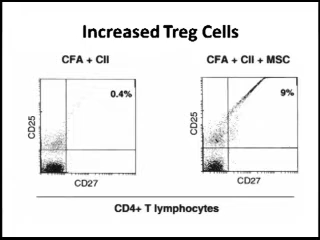 Increased Treg Cells
CFA + CII
CFA + CII + MSC
0.4%
9%
CD25
CD25
CD27
CD27
CD4+ T lymphocytes